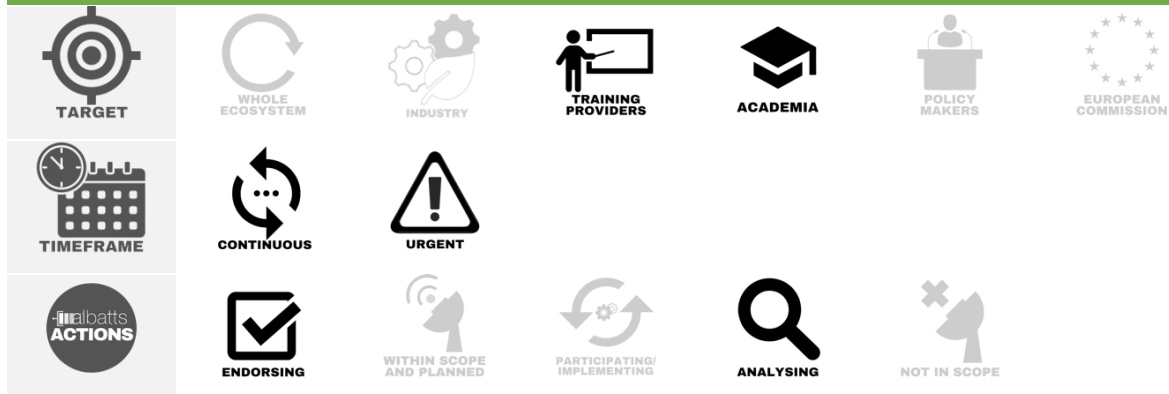 TARGET
WHOLE
ECOSYSTEM
INDUSTRY
TRAINING
PROVIDERS
ACADEMIA
POLICY
MAKERS
EUROPEAN
COMMISSION
TIMEFRAME
CONTINUOUS
URGENT
albatts
ACTIONS
ENDORSING
WITHIN SCOPE
AND PLANNED
PARTICIPATING/
IMPLEMENTING
ANALYSING
NOT IN SCOPE